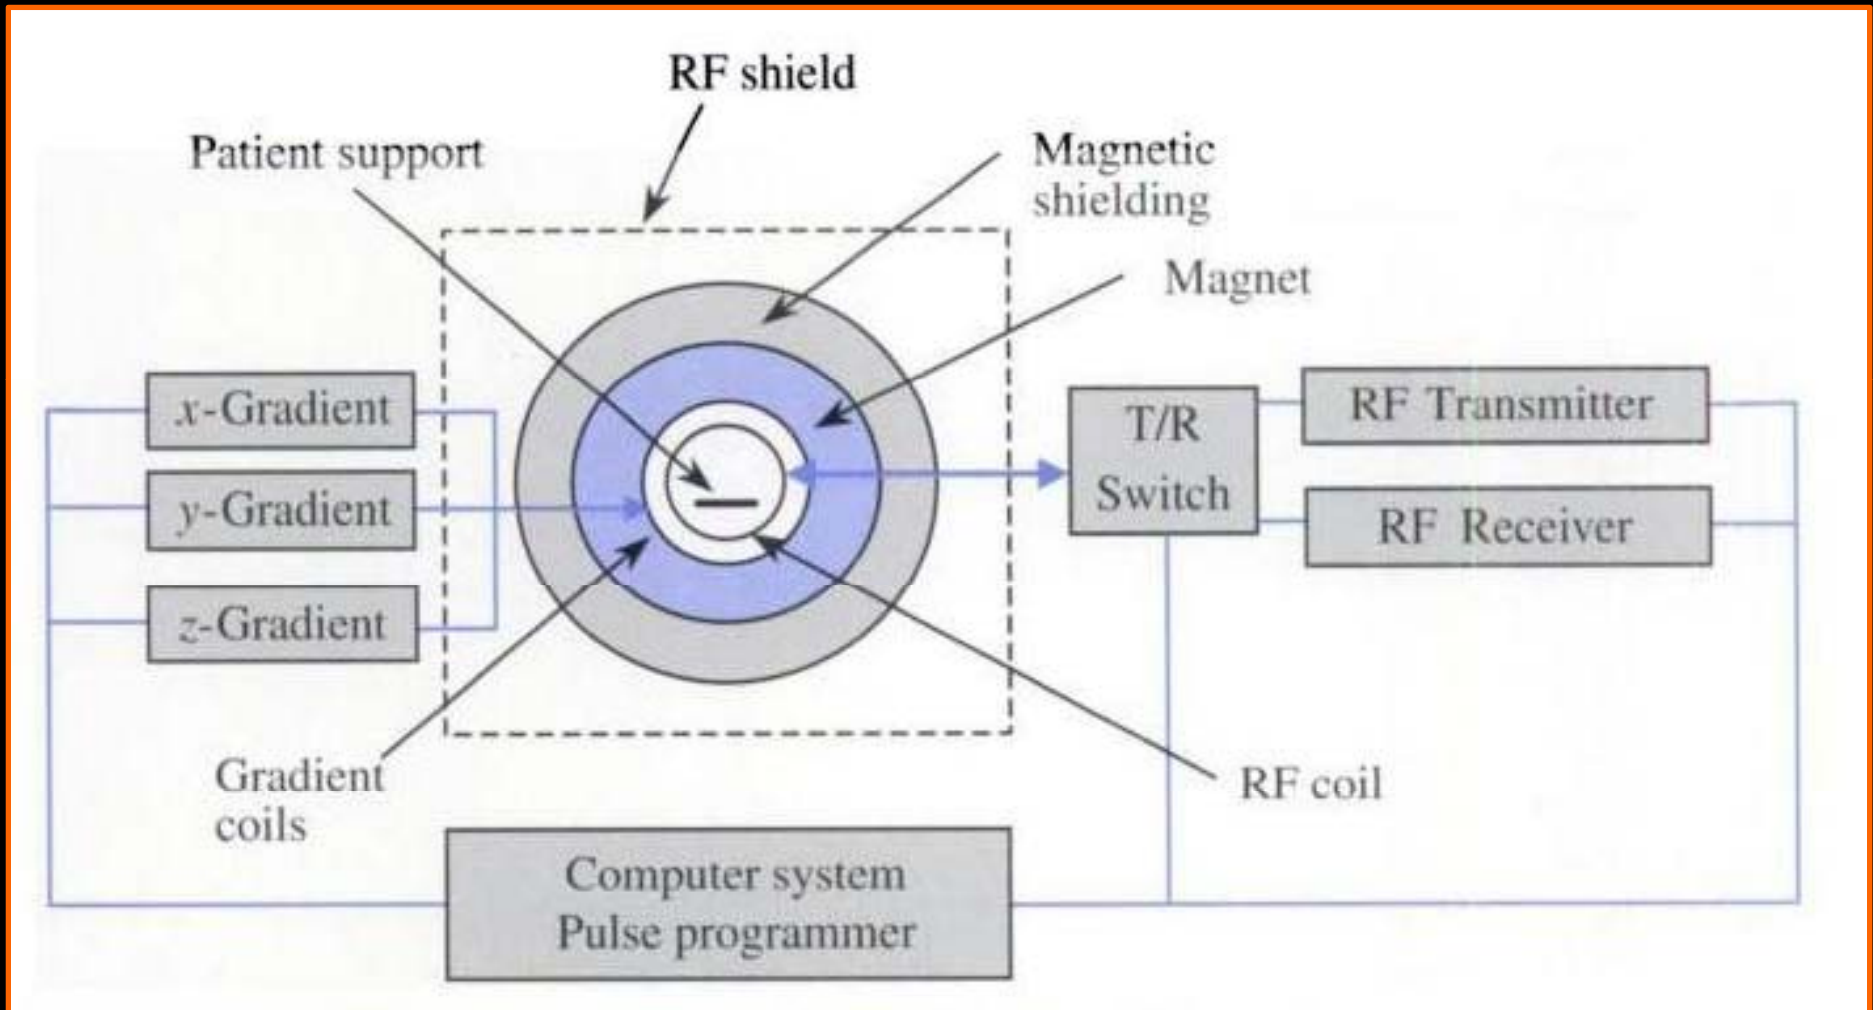 RF shield
Patient support
Magnetic
shielding
Magnet
x-Gradient
y-Gradient
z-Gradient
T/R
Switch
RF Transmitter
RF Receiver
Gradient
coils
RF coil
Computer system
Pulse programmer